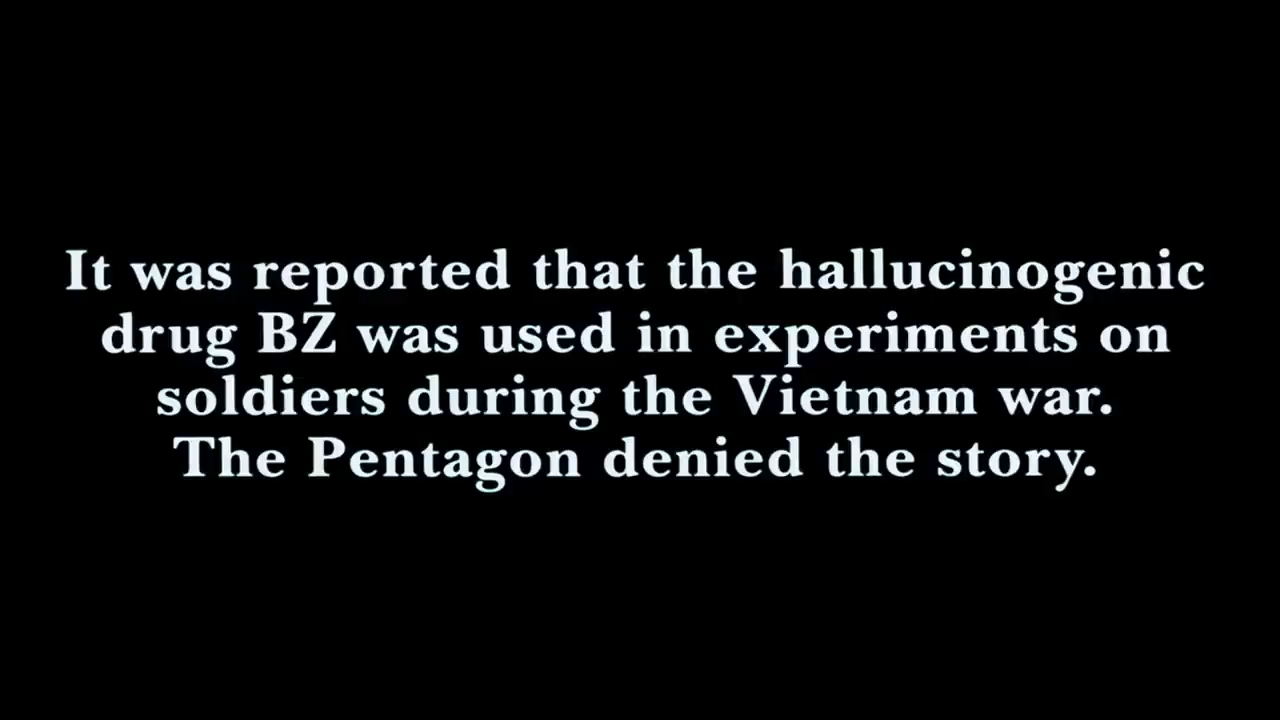 It was reported that the hallucinogenic
drug BZ was used in experiments on
soldiers during the Vietnam war.
The Pentagon denied the story.